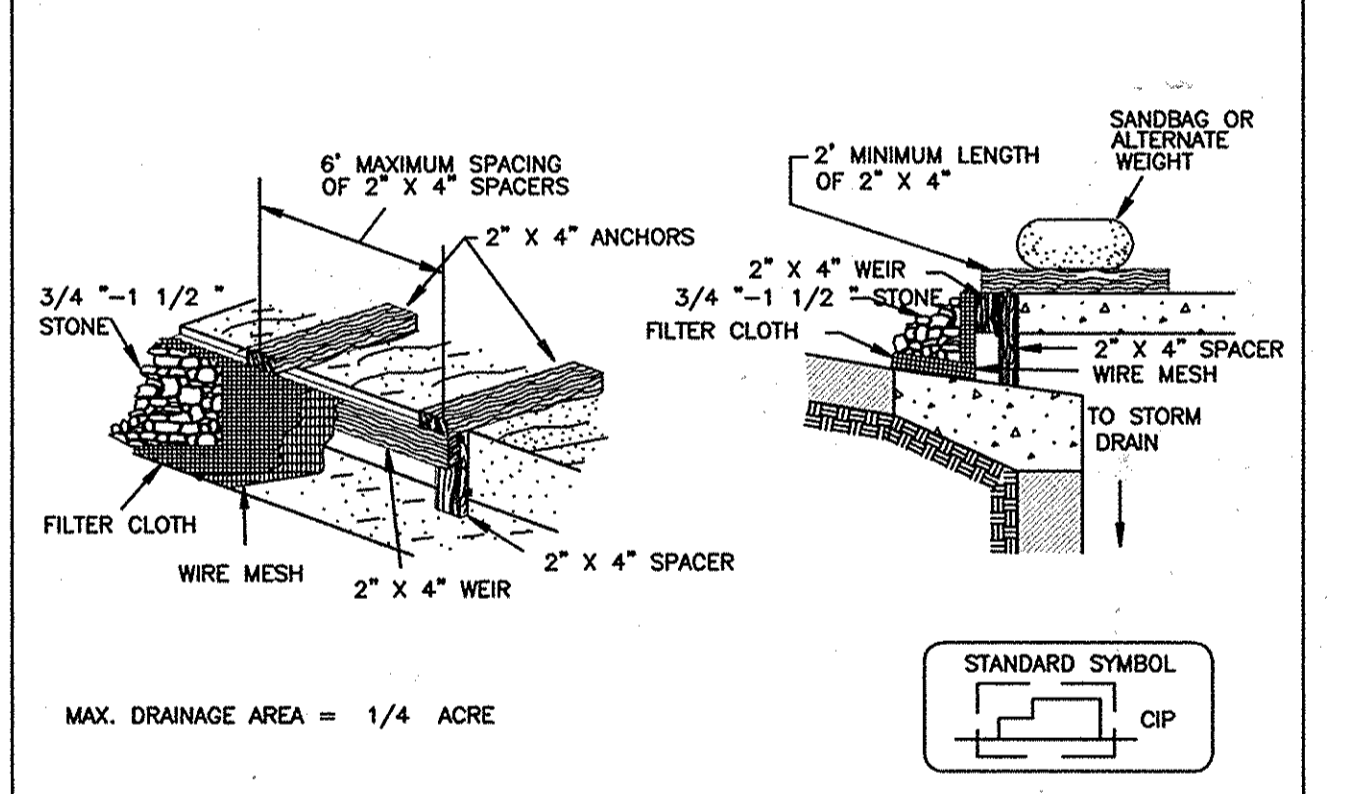 6' MAXIMUM SPACING
OF 2" X 4" SPACERS
2" X 4" ANCHORS
3/4 "-1 1/2 "
STONE
FILTER CLOTH
WIRE MESH
2" X 4" WEIR
2" X 4" SPACER
SANDBAG OR
ALTERNATE
WEIGHT
2' MINIMUM LENGTH
OF 2" X 4"
2" X 4" WEIR
3/4 "-1 1/2 " STONE
FILTER CLOTH
2" X 4" SPACER
WIRE MESH
TO STORM
DRAIN
MAX. DRAINAGE AREA = 1/4 ACRE
STANDARD SYMBOL
CIP